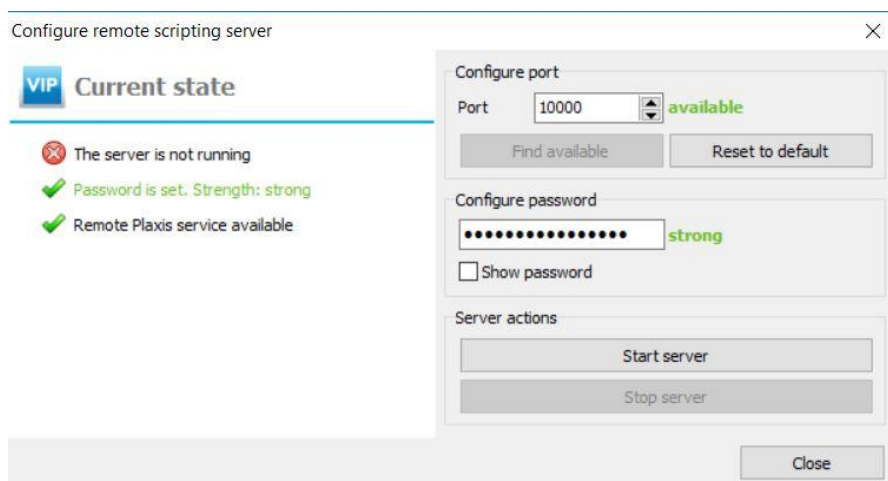 Configure remote scripting server
VIP Current state
The server is not running
Password is set. Strength: strong
Remote Plaxis service available
Configure port
Port 10000 available
Find available Reset to default
Configure password
•••••••••••••••• strong
Show password
Server actions
Start server
Stop server
Close